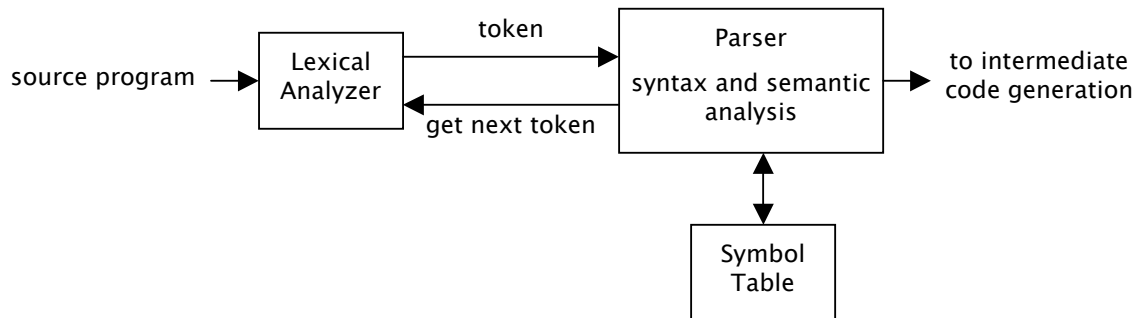 source program
Lexical
Analyzer
token
get next token
Parser
syntax and semantic
analysis
to intermediate
code generation
Symbol
Table